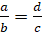 a/b = d/c